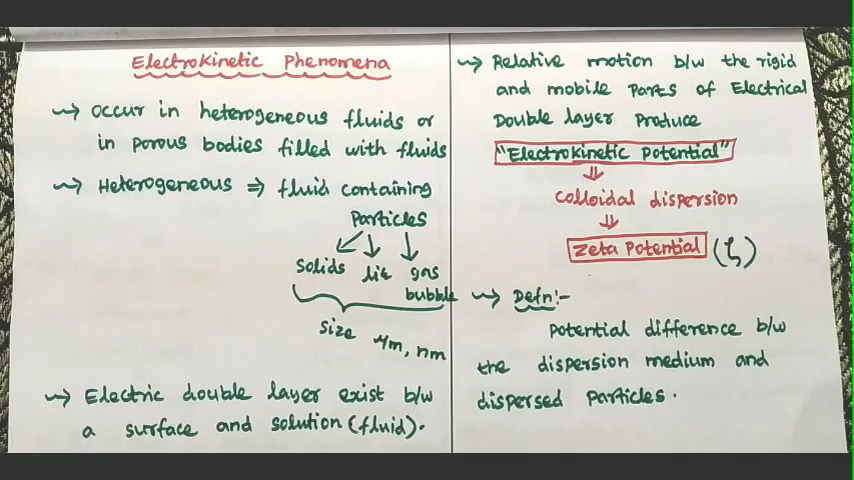 Electrokinetic Phenomena
→ occur in heterogeneous fluids or
in porous bodies filled with fluids
→ Heterogeneous ⇒ fluid containing
Particles
solids liq gas
bubble
size μm, nm
→ Electric double layer exist b/w
a surface and solution (fluid).
→ Relative motion b/w the rigid
and mobile Parts of Electrical
Double layer Produce
"Electrokinetic Potential"
⇓
Colloidal dispersion
⇓
Zeta Potential (ζ)
→ Defn:-
Potential difference b/w
the dispersion medium and
dispersed Particles.